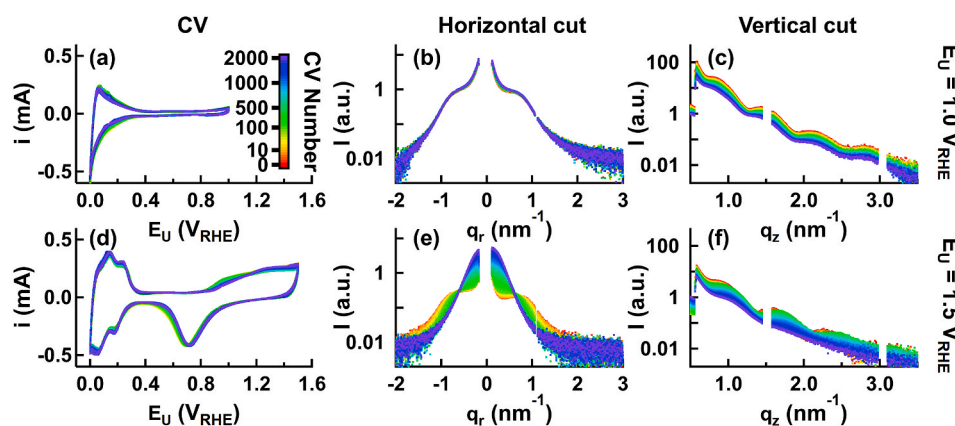 CV
Horizontal cut
Vertical cut
(a)
0.5
0.0
-0.5
i (mA)
0.0 0.4 0.8 1.2 1.6
E_U (V_RHE)
CV Number
2000
1000
500
100
10
0
(b)
1
0.01
I (a.u.)
-2 -1 0 1 2 3
q_r (nm⁻¹)
(c)
100
1
0.01
I (a.u.)
1.0 2.0 3.0
q_z (nm⁻¹)
E_U = 1.0 V_RHE
(d)
0.5
0.0
-0.5
i (mA)
0.0 0.4 0.8 1.2 1.6
E_U (V_RHE)
(e)
1
0.01
I (a.u.)
-2 -1 0 1 2 3
q_r (nm⁻¹)
(f)
100
1
0.01
I (a.u.)
1.0 2.0 3.0
q_z (nm⁻¹)
E_U = 1.5 V_RHE